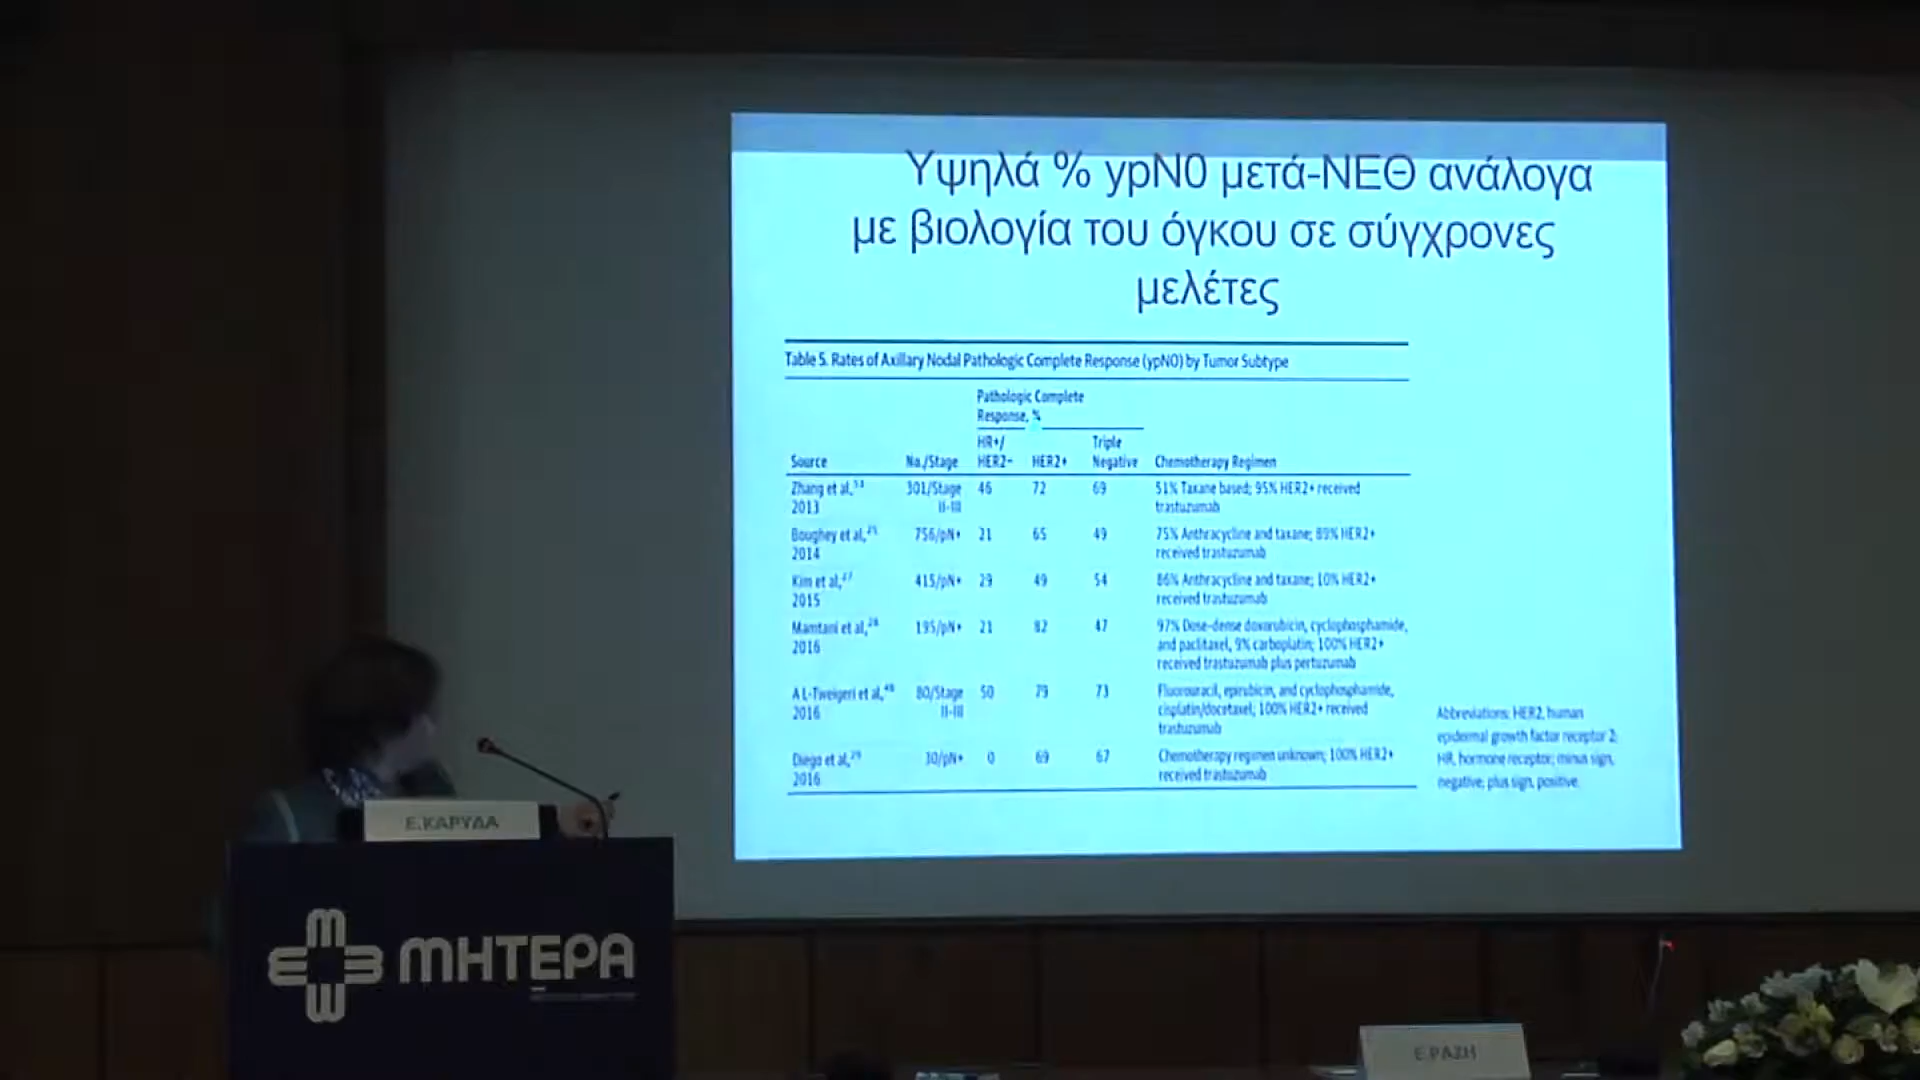 Υψηλά % ypN0 μετά-ΝΕΘ ανάλογα
με βιολογία του όγκου σε σύγχρονες
μελέτες
Table 5. Rates of Axillary Nodal Pathologic Complete Response (ypN0) by Tumor Subtype
Pathologic Complete
Response, %
HR+/ Triple
Source No./Stage HER2− HER2+ Negative Chemotherapy Regimen
Zhang et al, 301/Stage 46 72 69 51% Taxane based; 95% HER2+ received
2013 II-III trastuzumab
Boughey et al, 756/pN+ 21 65 49 75% Anthracycline and taxane; 89% HER2+
2014 received trastuzumab
Kim et al, 415/pN+ 29 49 54 86% Anthracycline and taxane; 10% HER2+
2015 received trastuzumab
Mamtani et al, 195/pN+ 21 82 47 97% Dose-dense doxorubicin, cyclophosphamide,
2016 and paclitaxel, 9% carboplatin; 100% HER2+
received trastuzumab plus pertuzumab
A L-Tweigeri et al, 80/Stage 50 79 73 Fluorouracil, epirubicin, and cyclophosphamide,
2016 II-III cisplatin/docetaxel; 100% HER2+ received
trastuzumab
Diego et al, 30/pN+ 0 69 67 Chemotherapy regimen unknown; 100% HER2+
2016 received trastuzumab
Abbreviations: HER2, human
epidermal growth factor receptor 2;
HR, hormone receptor; minus sign,
negative; plus sign, positive.
Ε.ΚΑΡΥΔΑ
ΜΗΤΕΡΑ
Ε.ΡΑΖΗ